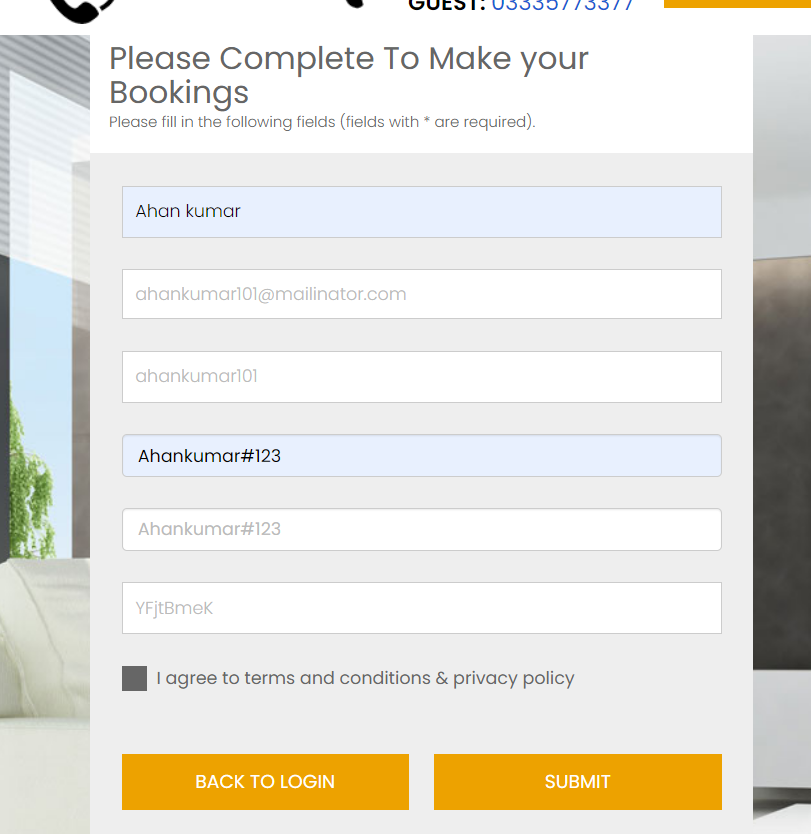 GUEST: 03335773377
Please Complete To Make your
Bookings
Please fill in the following fields (fields with * are required).
Ahan kumar
ahankumar101@mailinator.com
ahankumar101
Ahankumar#123
Ahankumar#123
YFjtBmeK
I agree to terms and conditions & privacy policy
BACK TO LOGIN
SUBMIT